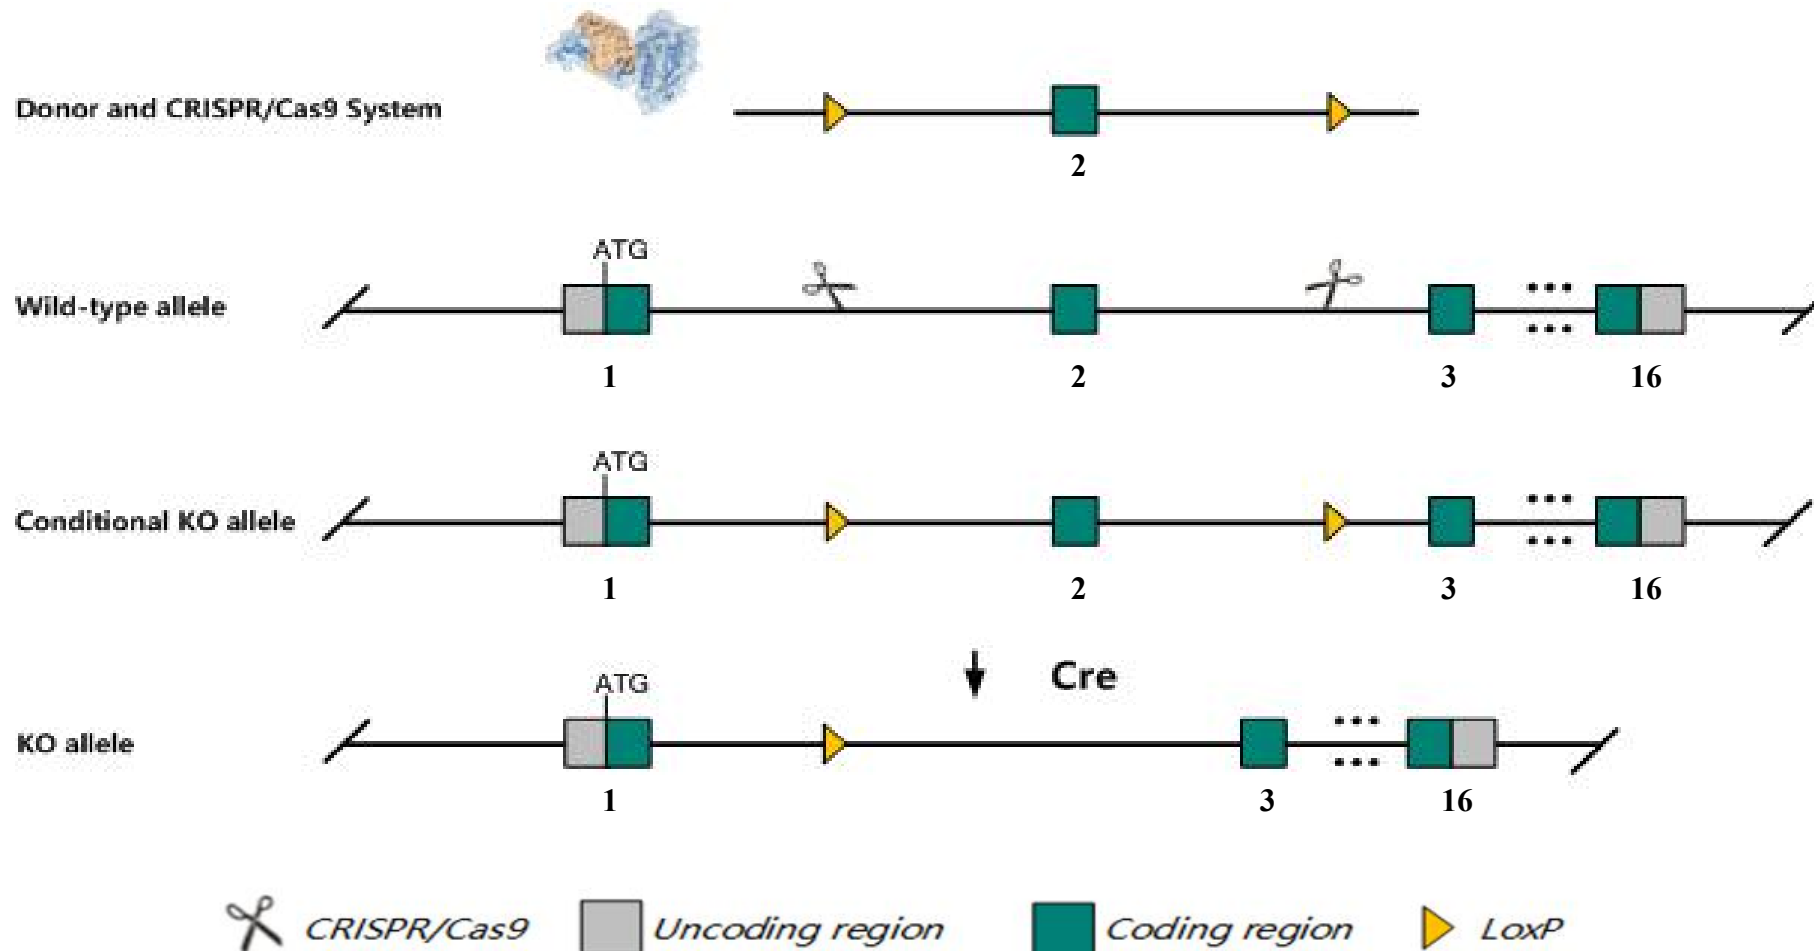 Donor and CRISPR/Cas9 System
2
ATG
Wild-type allele
1 2 3 16
ATG
Conditional KO allele
1 2 3 16
Cre
ATG
KO allele
1 3 16
CRISPR/Cas9 Uncoding region Coding region LoxP